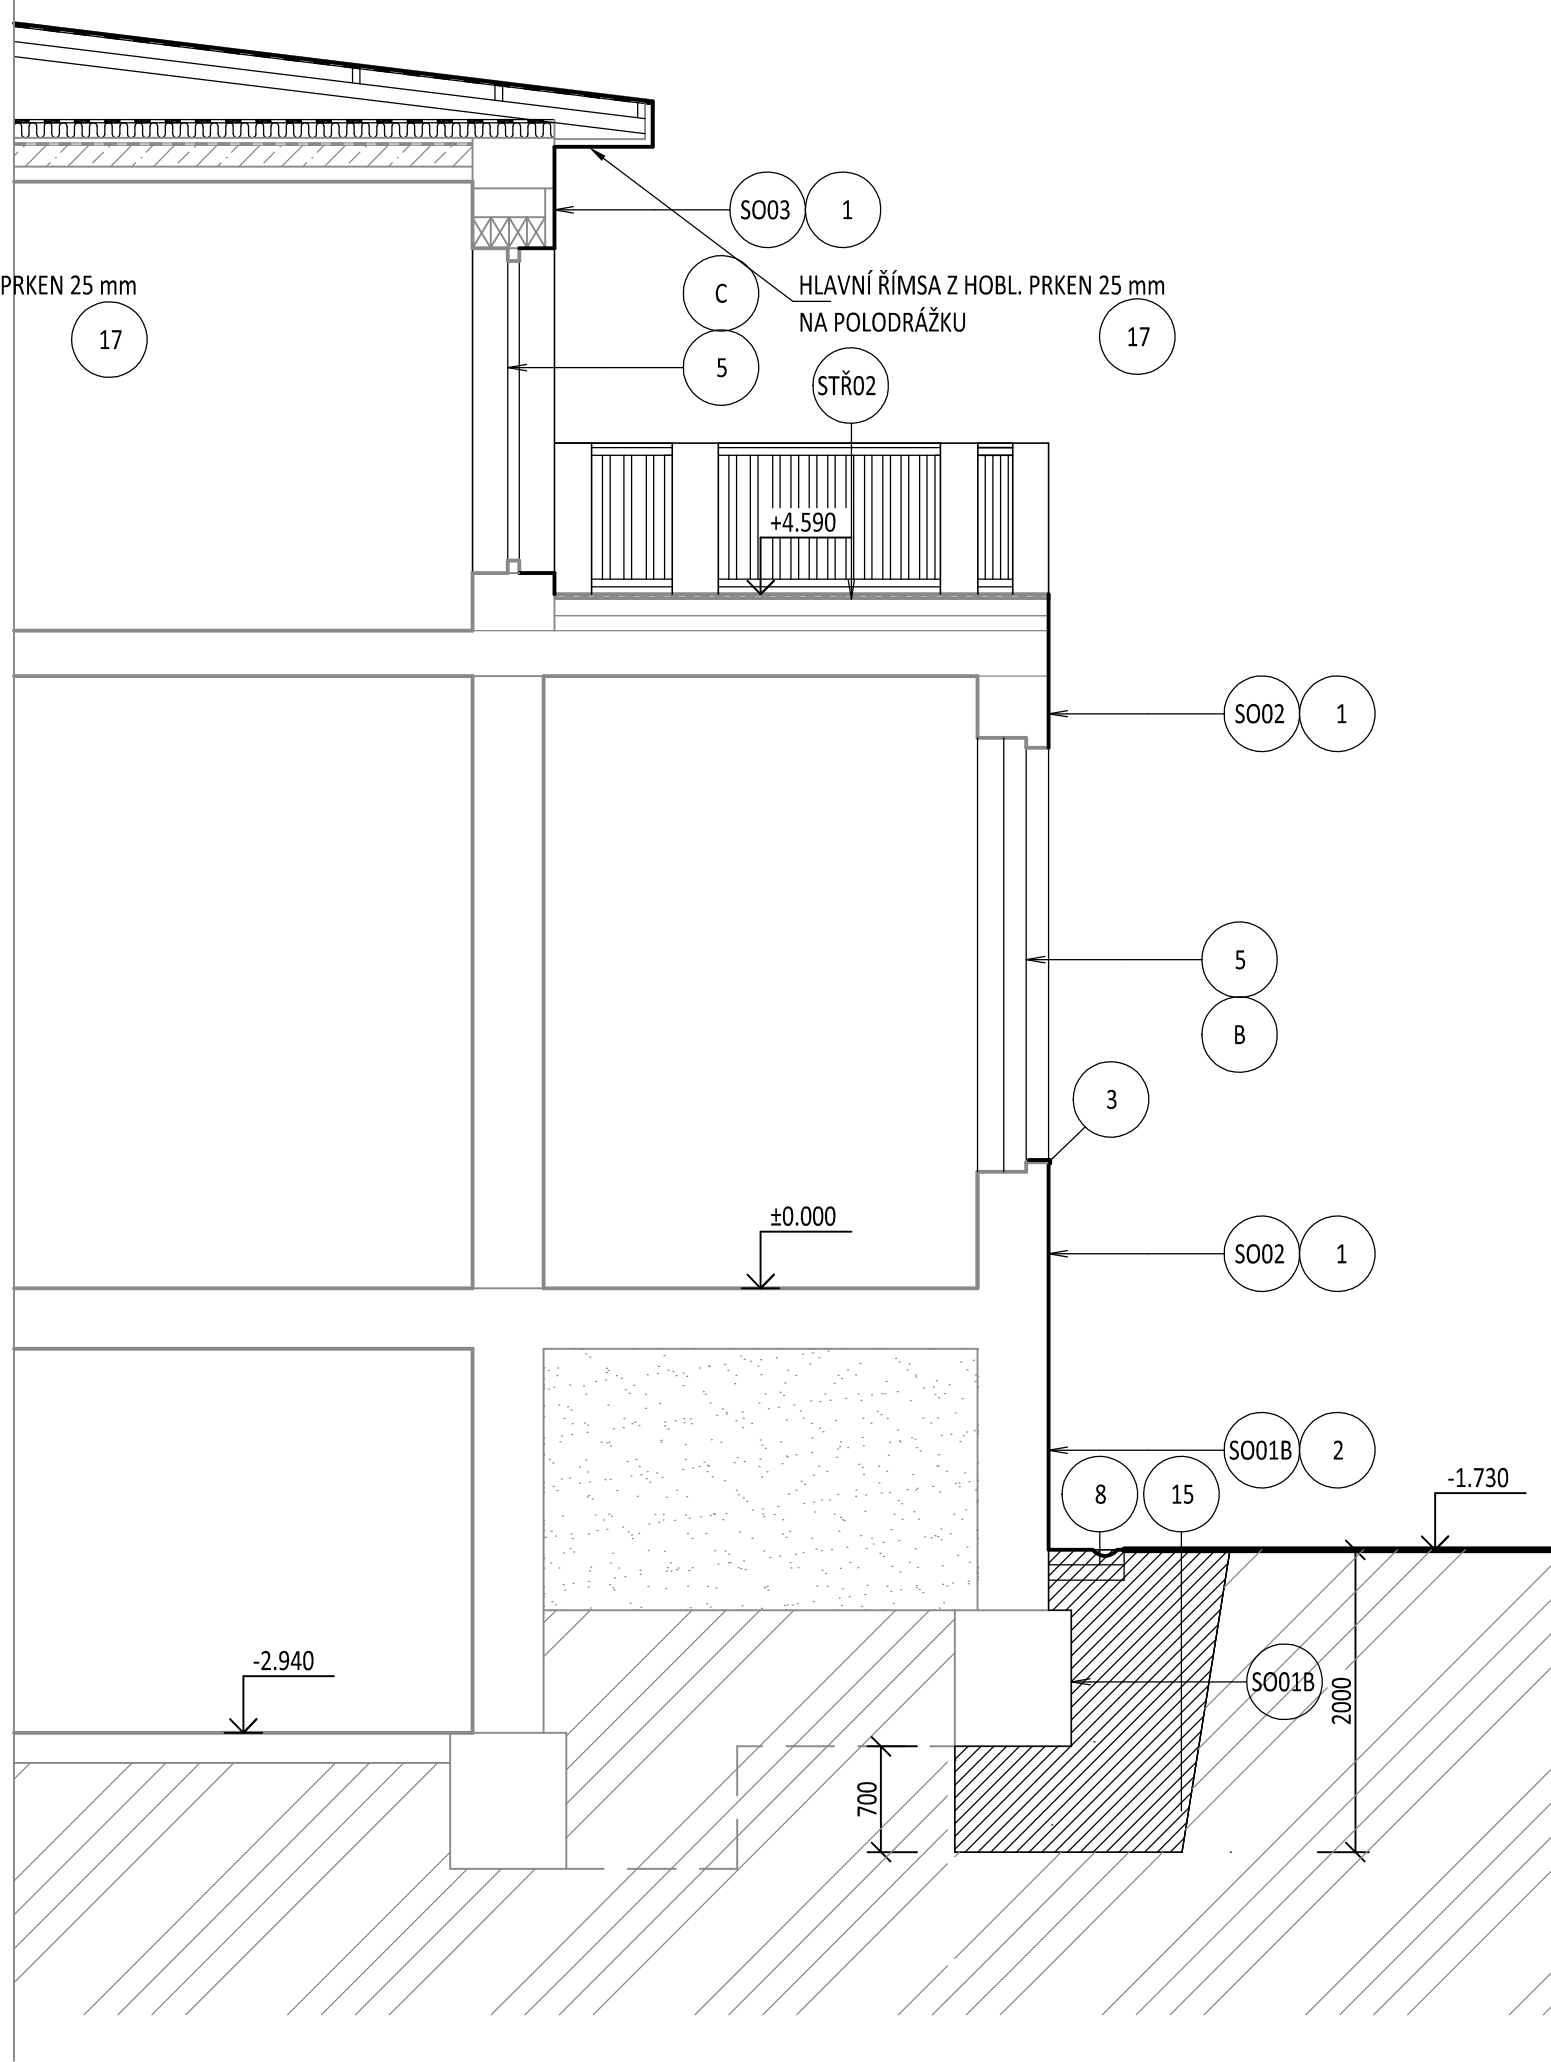 SO03
1
C
PRKEN 25 mm
HLAVNÍ ŘÍMSA Z HOBL. PRKEN 25 mm
NA POLODRÁŽKU
17
17
5
STŘ02
+4.590
SO02
1
5
B
3
±0.000
SO02
1
SO01B
2
8
15
-1.730
-2.940
SO01B
2000
700